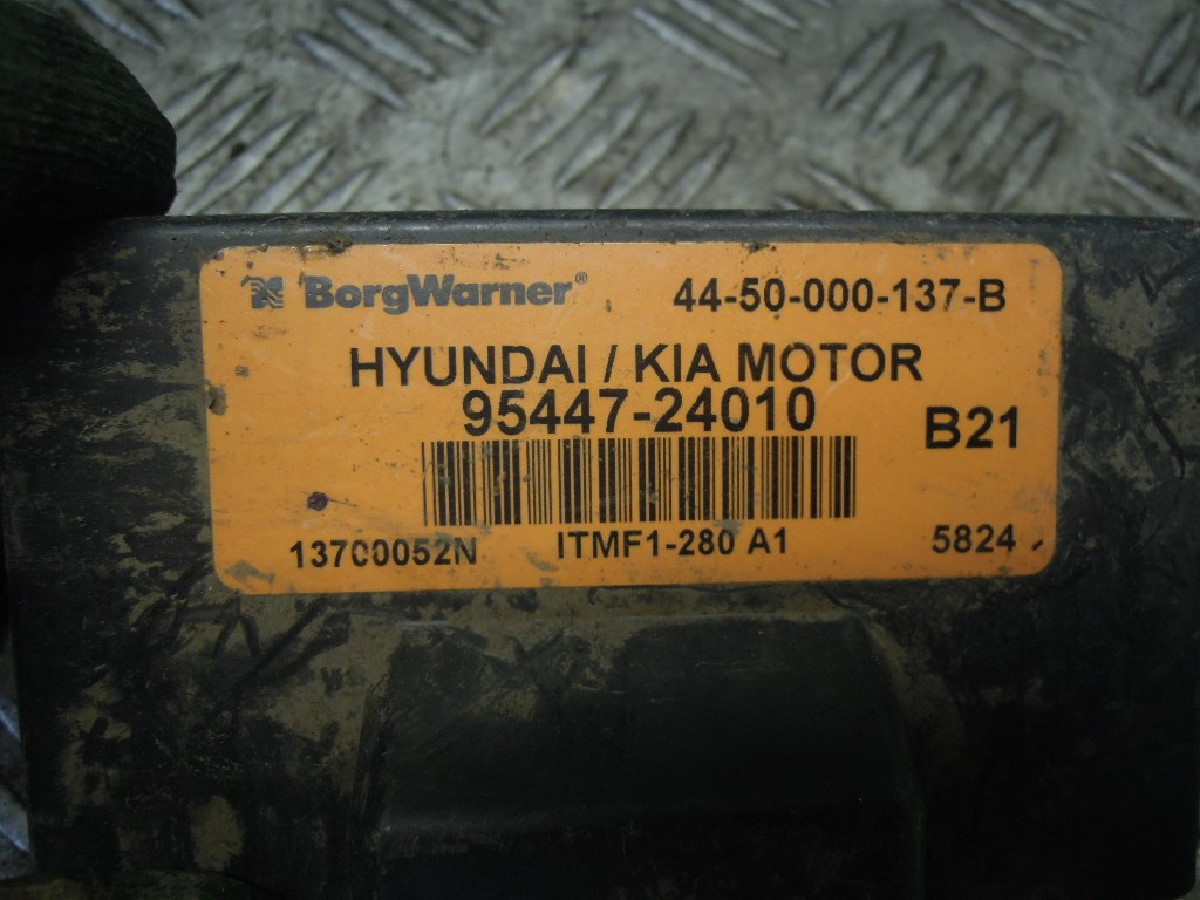 BorgWarner® 44-50-000-137-B
HYUNDAI / KIA MOTOR
95447-24010
B21
13700052N ITMF1-280 A1 5824